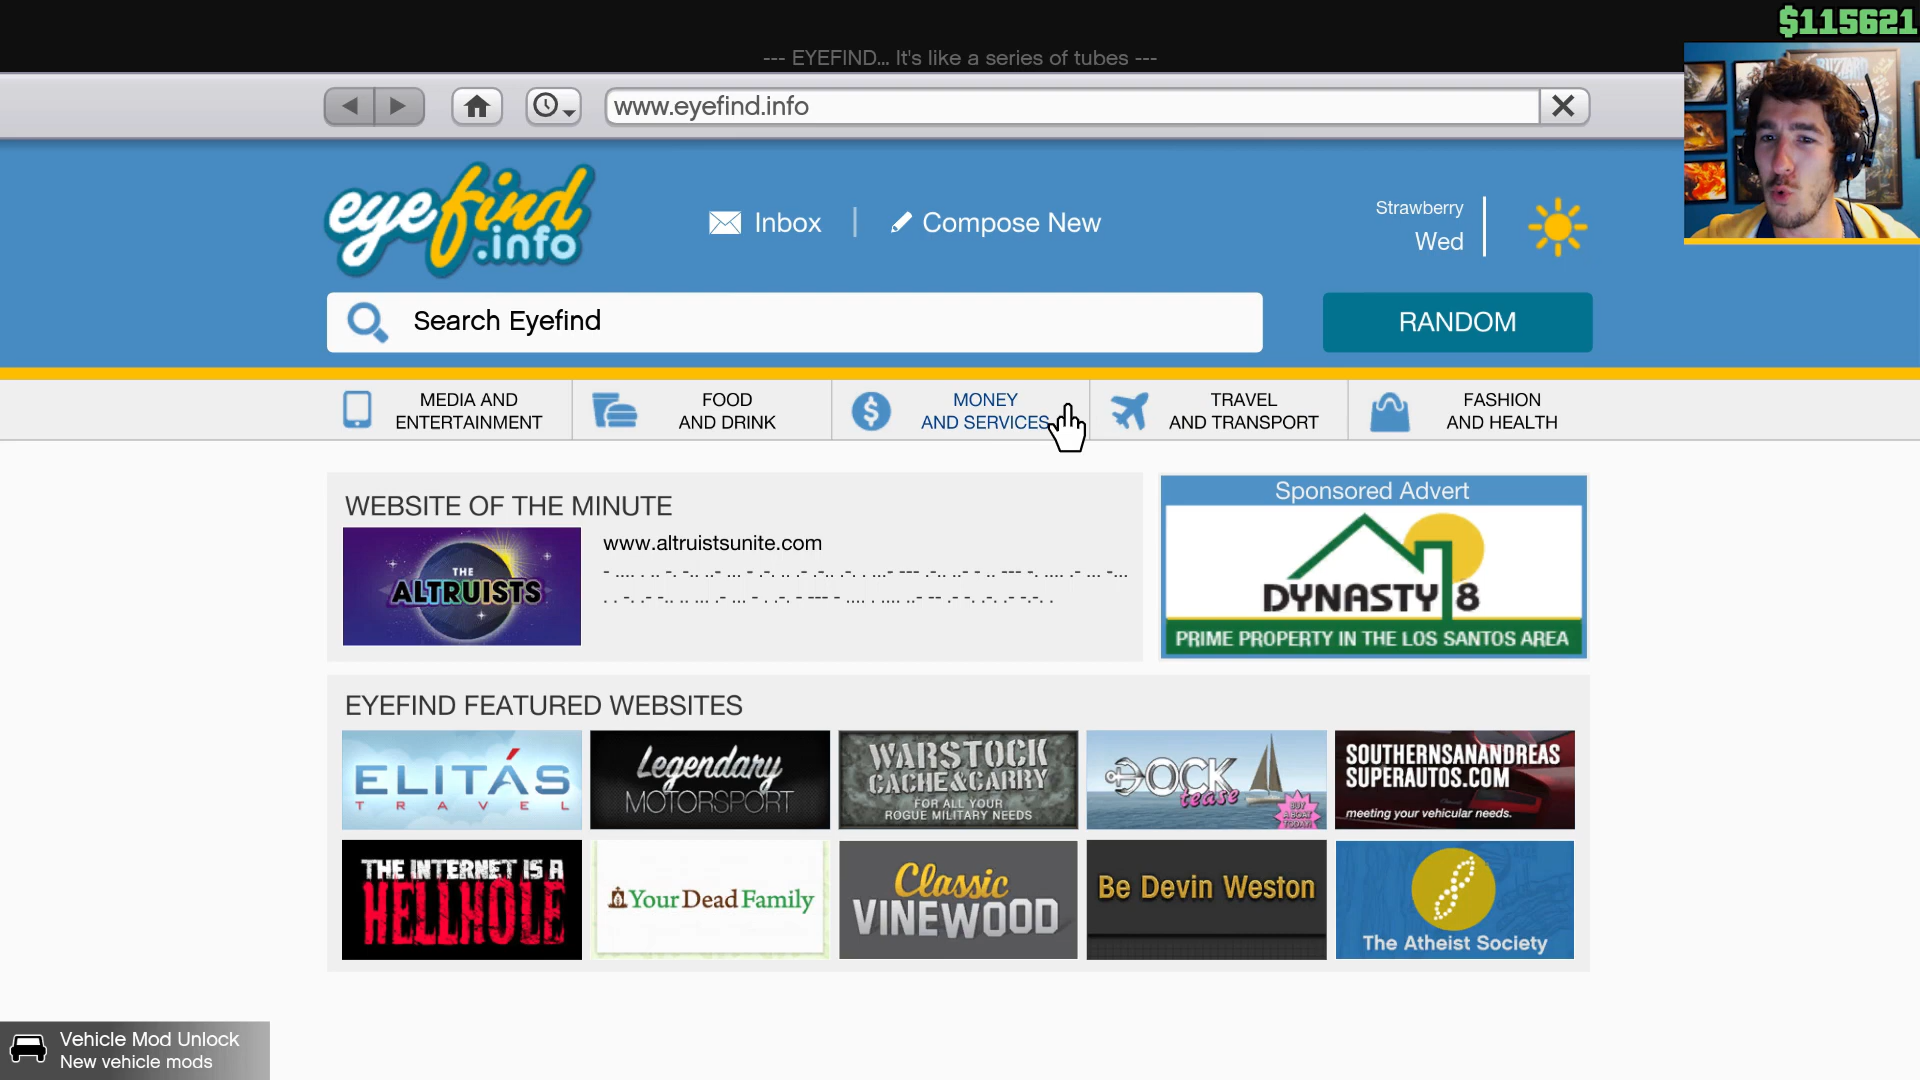 $115621
--- EYEFIND... It's like a series of tubes ---
www.eyefind.info
eyefind
.info
Inbox
Compose New
Strawberry
Wed
Search Eyefind
RANDOM
MEDIA AND
ENTERTAINMENT
FOOD
AND DRINK
MONEY
AND SERVICES
TRAVEL
AND TRANSPORT
FASHION
AND HEALTH
WEBSITE OF THE MINUTE
THE
ALTRUISTS
www.altruistsunite.com
Sponsored Advert
DYNASTY 8
PRIME PROPERTY IN THE LOS SANTOS AREA
EYEFIND FEATURED WEBSITES
ELITÁS
TRAVEL
Legendary
MOTORSPORT
WARSTOCK
CACHE&CARRY
FOR ALL YOUR
ROGUE MILITARY NEEDS
DOCK
tease
BUY
A BOAT
TODAY!
SOUTHERNSANANDREAS
SUPERAUTOS.COM
meeting your vehicular needs.
THE INTERNET IS A
HELLHOLE
Your Dead Family
Classic
VINEWOOD
Be Devin Weston
The Atheist Society
Vehicle Mod Unlock
New vehicle mods